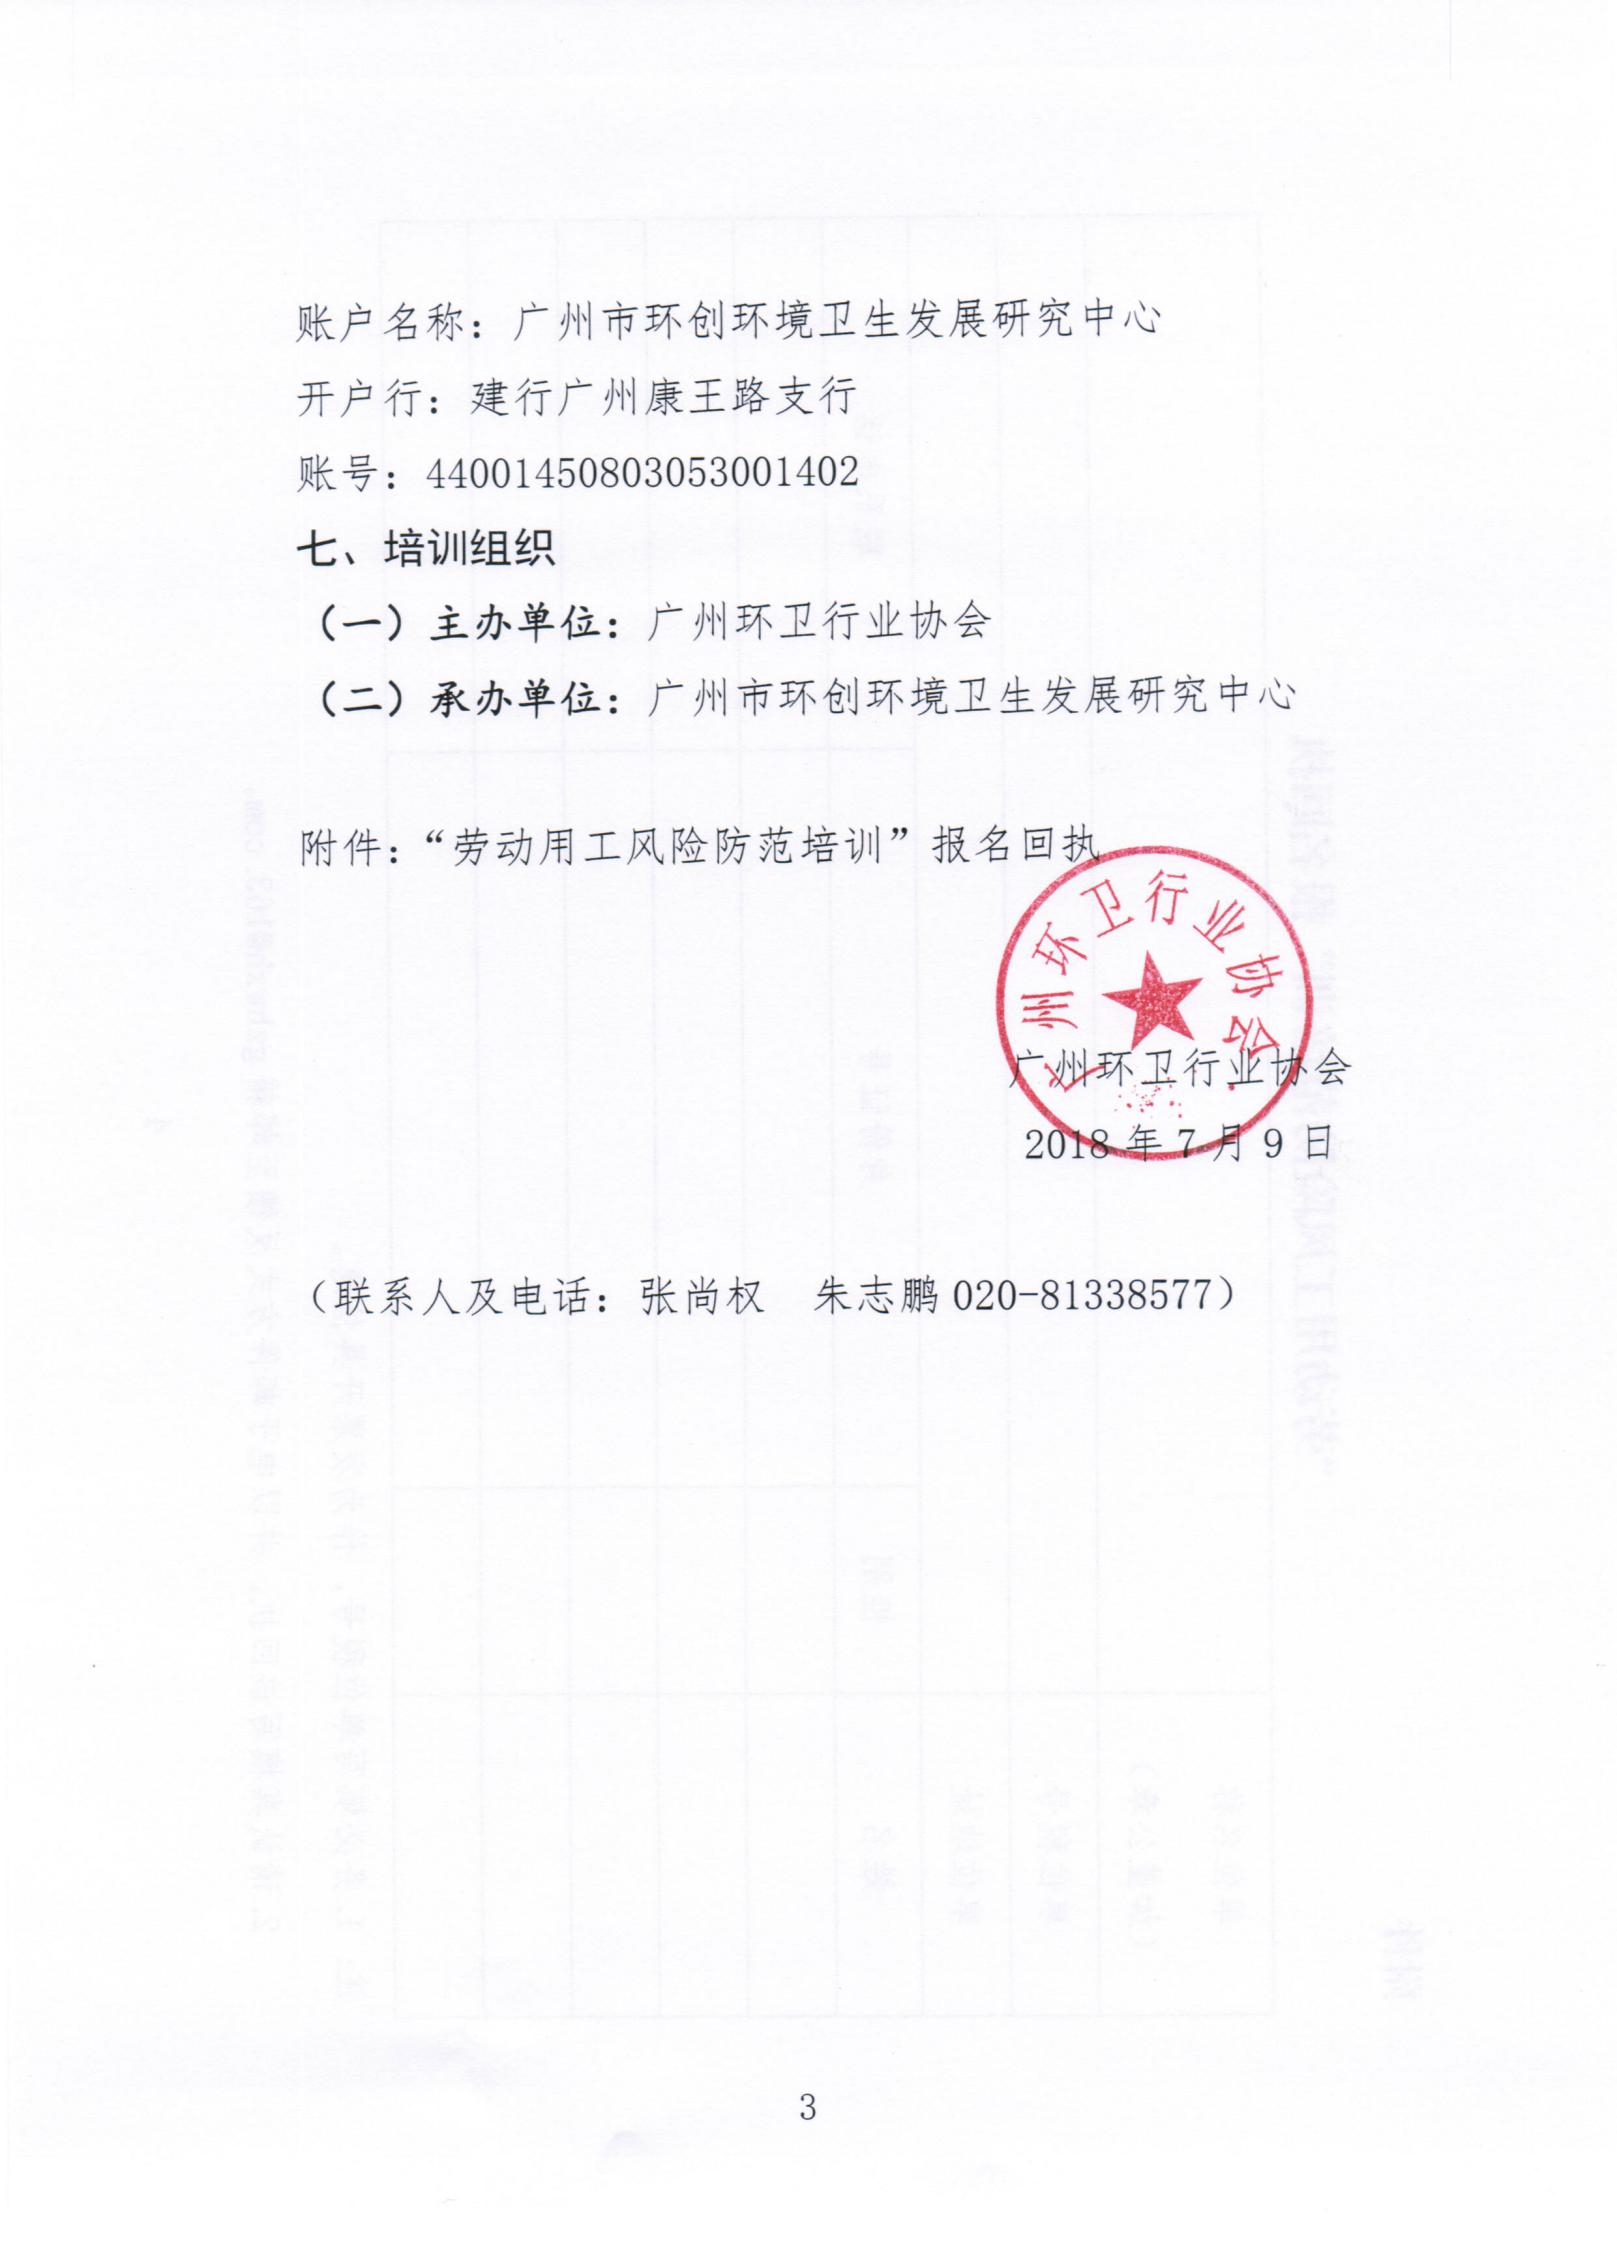 账户名称：广州市环创环境卫生发展研究中心
开户行：建行广州康王路支行
账号：44001450803053001402
七、培训组织
（一）主办单位：广州环卫行业协会
（二）承办单位：广州市环创环境卫生发展研究中心
附件：“劳动用工风险防范培训”报名回执
广州环卫行业协会
广州环卫行业协会
2018 年 7 月 9 日
（联系人及电话：张尚权　朱志鹏 020-81338577）
3